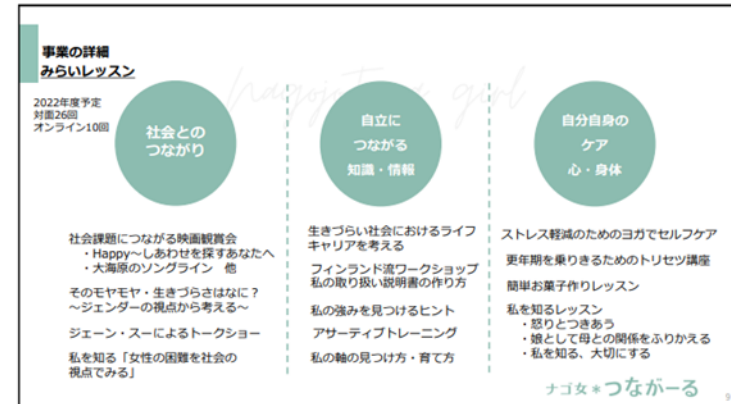 事業の詳細
みらいレッスン
2022年度予定
対面26回
オンライン10回
nagojo
girl
社会との
つながり
自立に
つながる
知識・情報
自分自身の
ケア
心・身体
社会課題につながる映画観賞会
・Happy～しあわせを探すあなたへ
・大海原のソングライン 他
そのモヤモヤ・生きづらさはなに？
～ジェンダーの視点から考える～
ジェーン・スーによるトークショー
私を知る「女性の困難を社会の
視点でみる」
生きづらい社会におけるライフ
キャリアを考える
フィンランド流ワークショップ
私の取り扱い説明書の作り方
私の強みを見つけるヒント
アサーティブトレーニング
私の軸の見つけ方・育て方
ストレス軽減のためのヨガでセルフケア
更年期を乗りきるためのトリセツ講座
簡単お菓子作りレッスン
私を知るレッスン
・怒りとつきあう
・娘として母との関係をふりかえる
・私を知る、大切にする
ナゴ女＊つながーる
9